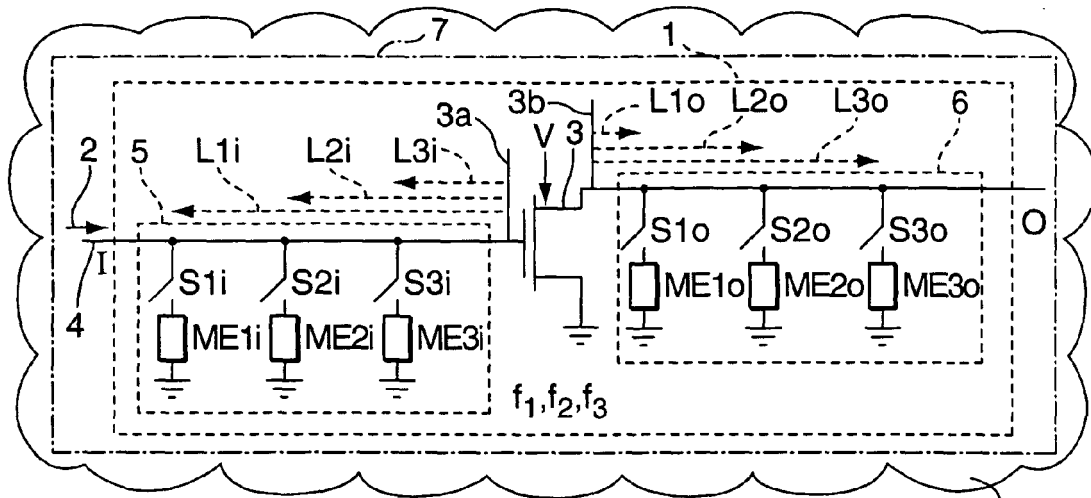 7
1
3b
L1o
L2o
L3o
6
3a
V
3
2
5
L1i
L2i
L3i
I
4
S1i
S2i
S3i
ME1i
ME2i
ME3i
S1o
S2o
S3o
O
ME1o
ME2o
ME3o
f1,f2,f3